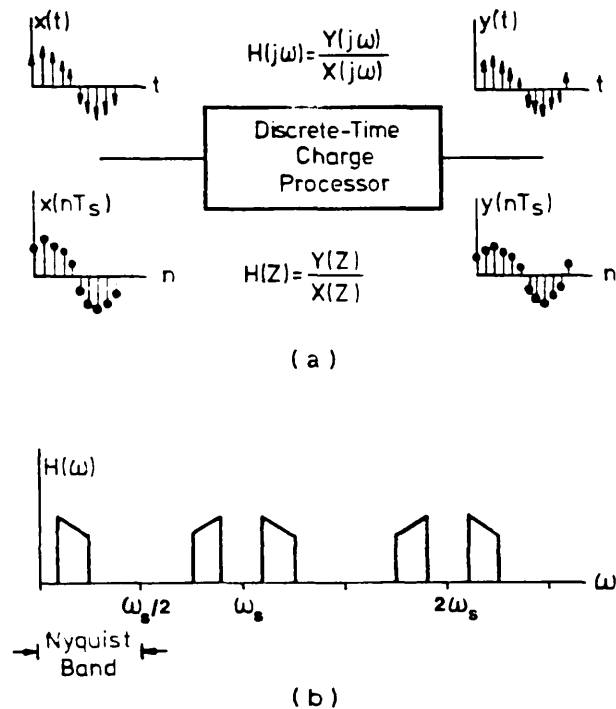 x(t)
t
H(jω)=Y(jω)/X(jω)
y(t)
t
Discrete-Time
Charge
Processor
x(nTs)
n
H(Z)=Y(Z)/X(Z)
y(nTs)
n
(a)
H(ω)
ωs/2
ωs
2ωs
ω
Nyquist
Band
(b)